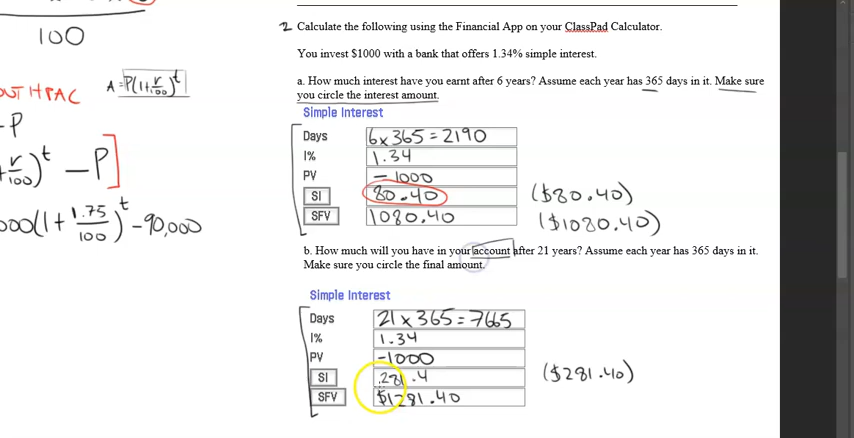 100
OUT HPAC
A = P(1+r/100)^t
- P
r/100)^t - P]
000(1 + 1.75/100)^t - 90,000
2 Calculate the following using the Financial App on your ClassPad Calculator.
You invest $1000 with a bank that offers 1.34% simple interest.
a. How much interest have you earnt after 6 years? Assume each year has 365 days in it. Make sure
you circle the interest amount.
Simple Interest
Days 6 x 365 = 2190
I% 1.34
PV - 1000
SI 80.40 ($80.40)
SFV 1080.40 ($1080.40)
b. How much will you have in your account after 21 years? Assume each year has 365 days in it.
Make sure you circle the final amount.
Simple Interest
Days 21 x 365 = 7665
I% 1.34
PV -1000
SI 281.4 ($281.40)
SFV $1281.40